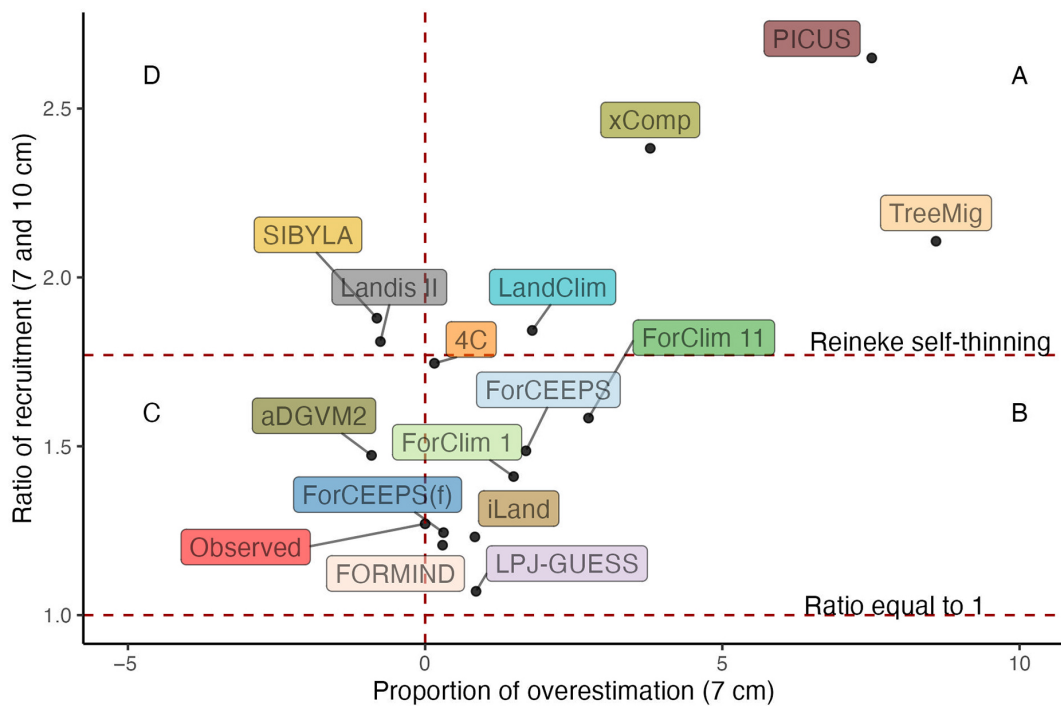 PICUS
D
A
2.5
xComp
TreeMig
SIBYLA
2.0
Landis II
LandClim
4C
ForClim 11
Reineke self-thinning
ForCEEPS
aDGVM2
C
B
1.5
ForClim 1
ForCEEPS(f)
iLand
Observed
FORMIND
LPJ-GUESS
1.0
Ratio equal to 1
−5
0
5
10
Proportion of overestimation (7 cm)
Ratio of recruitment (7 and 10 cm)